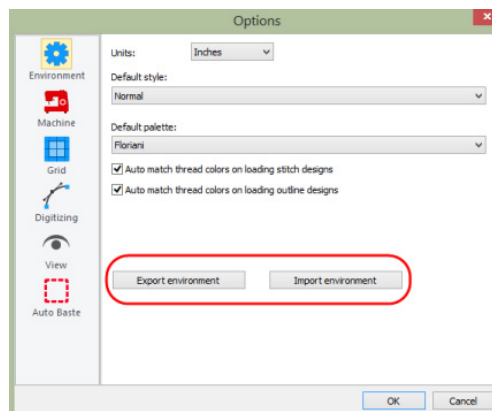 Options
Environment
Machine
Grid
Digitizing
View
Auto Baste
Units: Inches
Default style:
Normal
Default palette:
Floriani
Auto match thread colors on loading stitch designs
Auto match thread colors on loading outline designs
Export environment Import environment
OK Cancel